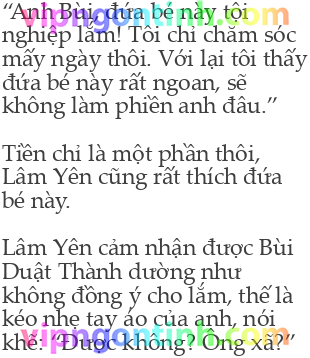 “Anh Bùi, đứa bé này tội
nghiệp lắm! Tôi chỉ chăm sóc
mấy ngày thôi. Với lại tôi thấy
đứa bé này rất ngoan, sẽ
không làm phiền anh đâu.”
Tiền chỉ là một phần thôi,
Lâm Yên cũng rất thích đứa
bé này.
Lâm Yên cảm nhận được Bùi
Duật Thành dường như
không đồng ý cho lắm, thế là
kéo nhẹ tay áo của anh, nói
khẽ: “Được không? Ông xã?”
vipngontinh.com
vipngontinh.com